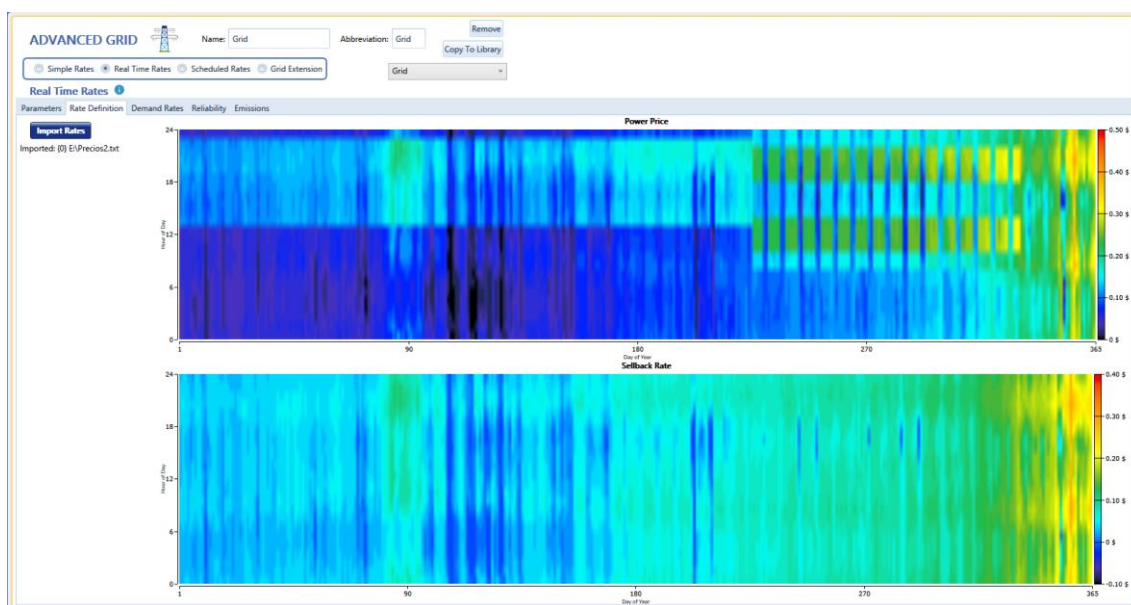 Remove
ADVANCED GRID Name: Grid Abbreviation: Grid
Copy To Library
Simple Rates Real Time Rates Scheduled Rates Grid Extension Grid
Real Time Rates
Parameters Rate Definition Demand Rates Reliability Emissions
Import Rates
Imported: {0} E:\Precios2.txt
Power Price
24
18
12
6
0
Hour of Day
1 90 180 270 365
Day of Year
0.50 $
0.40 $
0.30 $
0.20 $
0.10 $
0 $
Sellback Rate
24
18
12
6
0
Hour of Day
1 90 180 270 365
Day of Year
0.40 $
0.30 $
0.20 $
0.10 $
0 $
-0.10 $